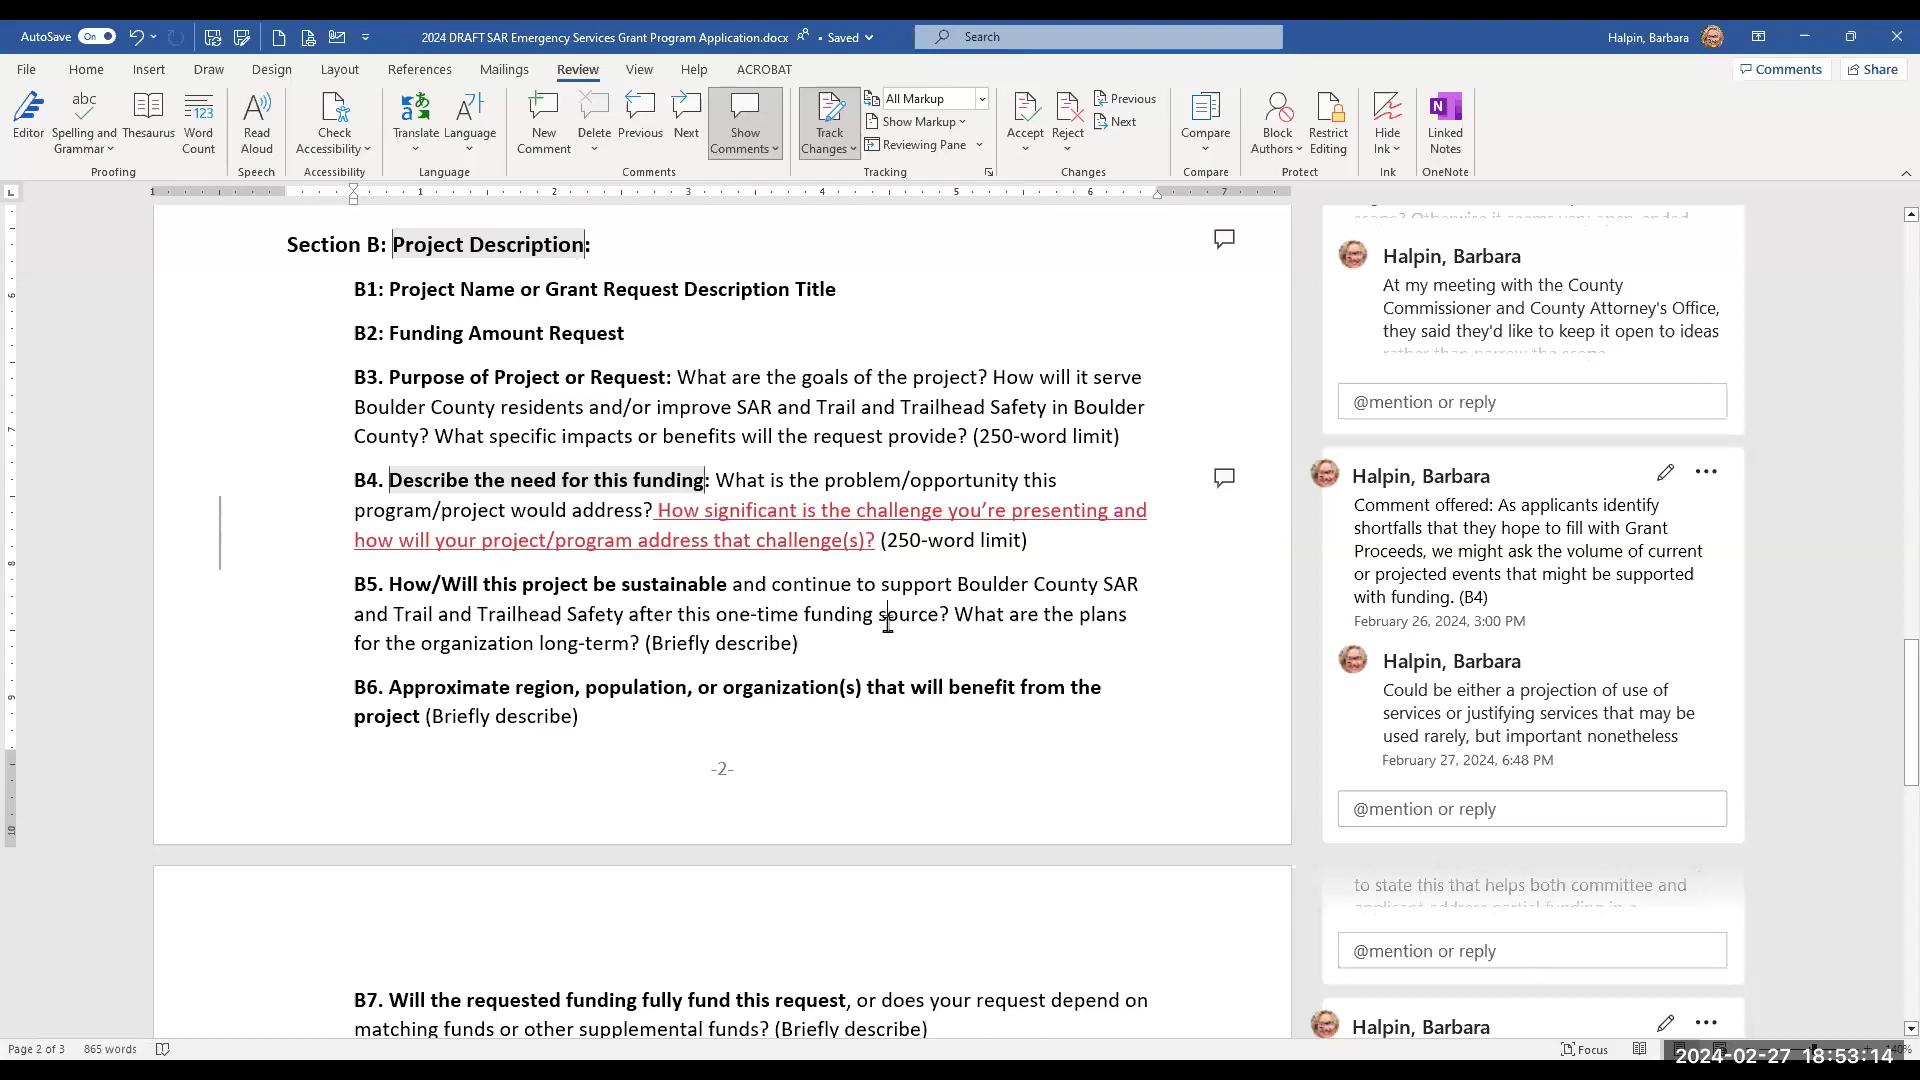 AutoSave On 2024 DRAFT SAR Emergency Services Grant Program Application.docx • Saved Search Halpin, Barbara
File Home Insert Draw Design Layout References Mailings Review View Help ACROBAT Comments Share
Editor
Spelling and
Grammar
Thesaurus
Word
Count
Read
Aloud
Check
Accessibility
Translate
Language
New
Comment
Delete
Previous
Next
Show
Comments
Track
Changes
All Markup
Show Markup
Reviewing Pane
Accept
Reject
Previous
Next
Compare
Block
Authors
Restrict
Editing
Hide
Ink
Linked
Notes
Proofing Speech Accessibility Language Comments Tracking Changes Compare Protect Ink OneNote
1 1 2 3 4 5 6 7
6
7
8
9
10
Section B: Project Description:
B1: Project Name or Grant Request Description Title
B2: Funding Amount Request
B3. Purpose of Project or Request: What are the goals of the project? How will it serve
Boulder County residents and/or improve SAR and Trail and Trailhead Safety in Boulder
County? What specific impacts or benefits will the request provide? (250-word limit)
B4. Describe the need for this funding: What is the problem/opportunity this
program/project would address? How significant is the challenge you’re presenting and
how will your project/program address that challenge(s)? (250-word limit)
B5. How/Will this project be sustainable and continue to support Boulder County SAR
and Trail and Trailhead Safety after this one-time funding source? What are the plans
for the organization long-term? (Briefly describe)
B6. Approximate region, population, or organization(s) that will benefit from the
project (Briefly describe)
-2-
B7. Will the requested funding fully fund this request, or does your request depend on
matching funds or other supplemental funds? (Briefly describe)
Halpin, Barbara
At my meeting with the County
Commissioner and County Attorney's Office,
they said they'd like to keep it open to ideas
rather than narrow the scope
@mention or reply
Halpin, Barbara
Comment offered: As applicants identify
shortfalls that they hope to fill with Grant
Proceeds, we might ask the volume of current
or projected events that might be supported
with funding. (B4)
February 26, 2024, 3:00 PM
Halpin, Barbara
Could be either a projection of use of
services or justifying services that may be
used rarely, but important nonetheless
February 27, 2024, 6:48 PM
@mention or reply
to state this that helps both committee and
@mention or reply
Halpin, Barbara
Page 2 of 3 865 words Focus
2024-02-27 18:53:14